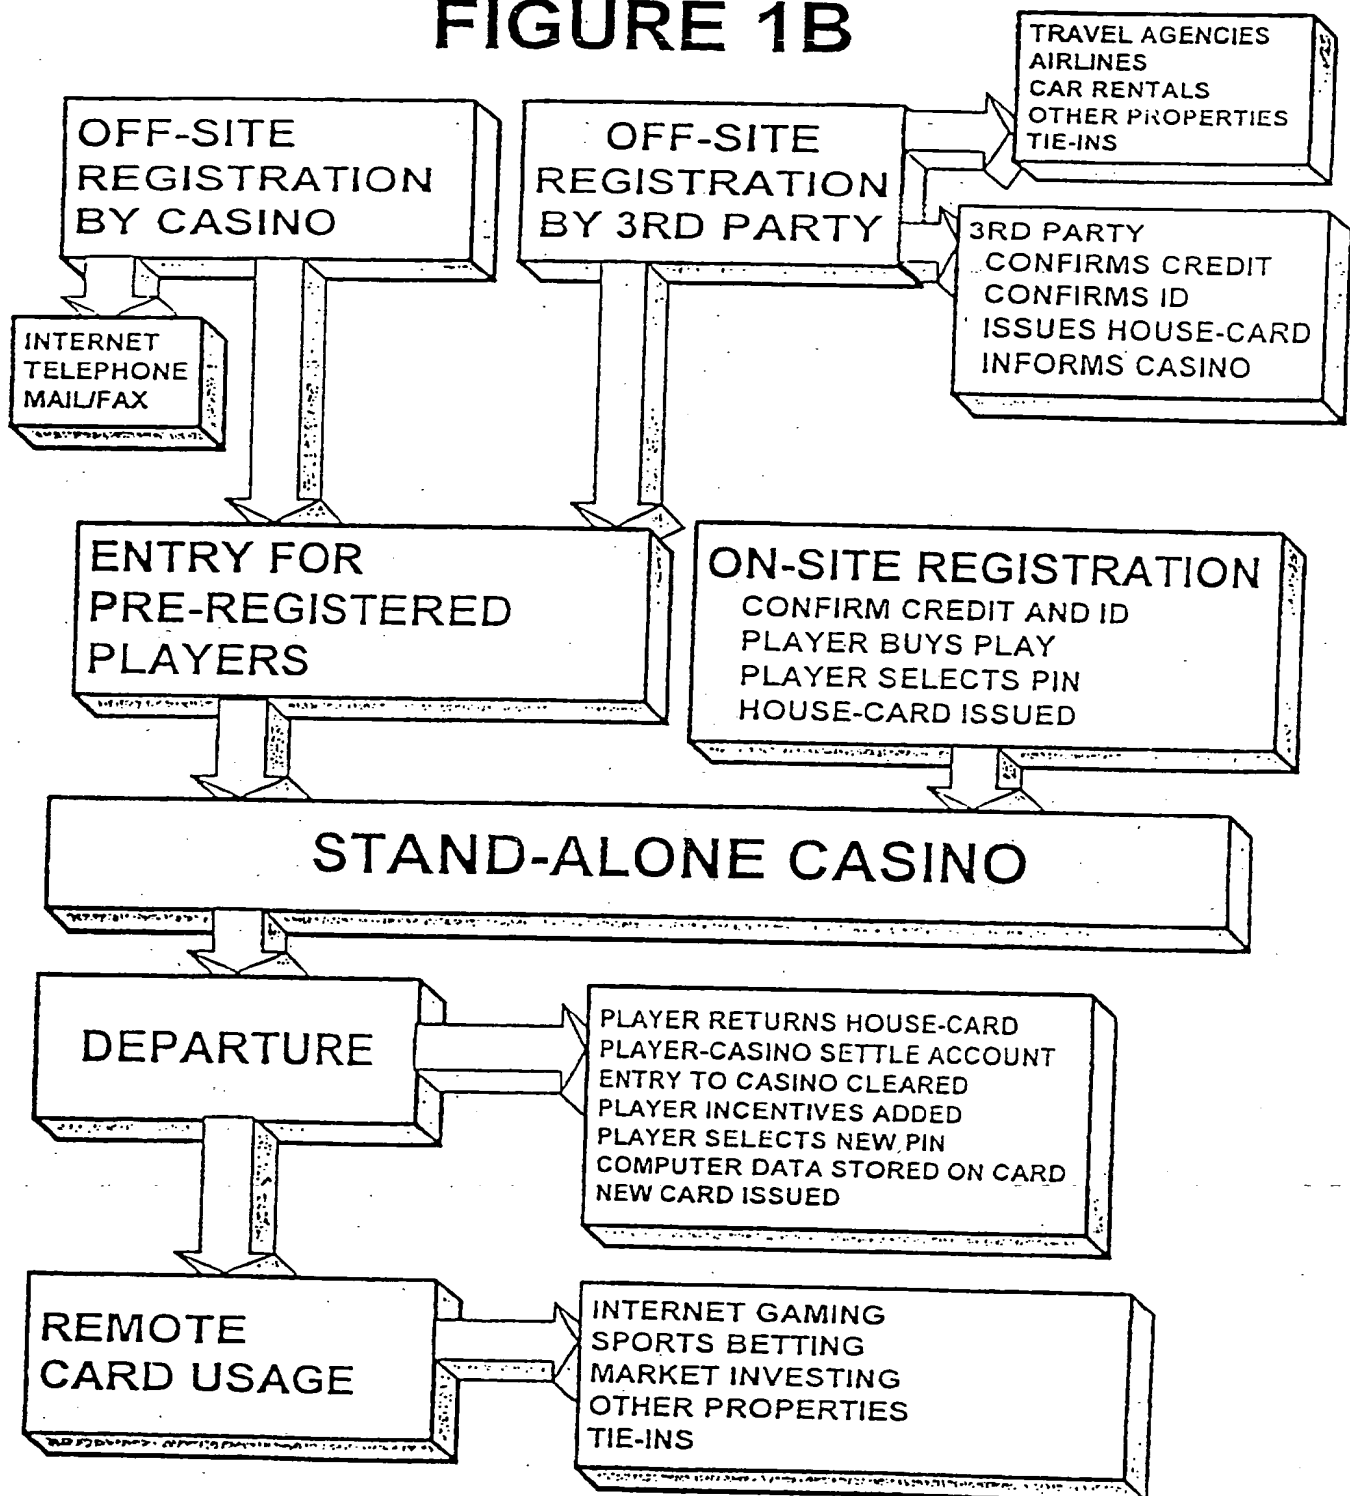 FIGURE 1B
TRAVEL AGENCIES
AIRLINES
CAR RENTALS
OTHER PROPERTIES
TIE-INS
OFF-SITE
REGISTRATION
BY CASINO
OFF-SITE
REGISTRATION
BY 3RD PARTY
3RD PARTY
CONFIRMS CREDIT
CONFIRMS ID
ISSUES HOUSE-CARD
INFORMS CASINO
INTERNET
TELEPHONE
MAIL/FAX
ENTRY FOR
PRE-REGISTERED
PLAYERS
ON-SITE REGISTRATION
CONFIRM CREDIT AND ID
PLAYER BUYS PLAY
PLAYER SELECTS PIN
HOUSE-CARD ISSUED
STAND-ALONE CASINO
DEPARTURE
PLAYER RETURNS HOUSE-CARD
PLAYER-CASINO SETTLE ACCOUNT
ENTRY TO CASINO CLEARED
PLAYER INCENTIVES ADDED
PLAYER SELECTS NEW PIN
COMPUTER DATA STORED ON CARD
NEW CARD ISSUED
REMOTE
CARD USAGE
INTERNET GAMING
SPORTS BETTING
MARKET INVESTING
OTHER PROPERTIES
TIE-INS